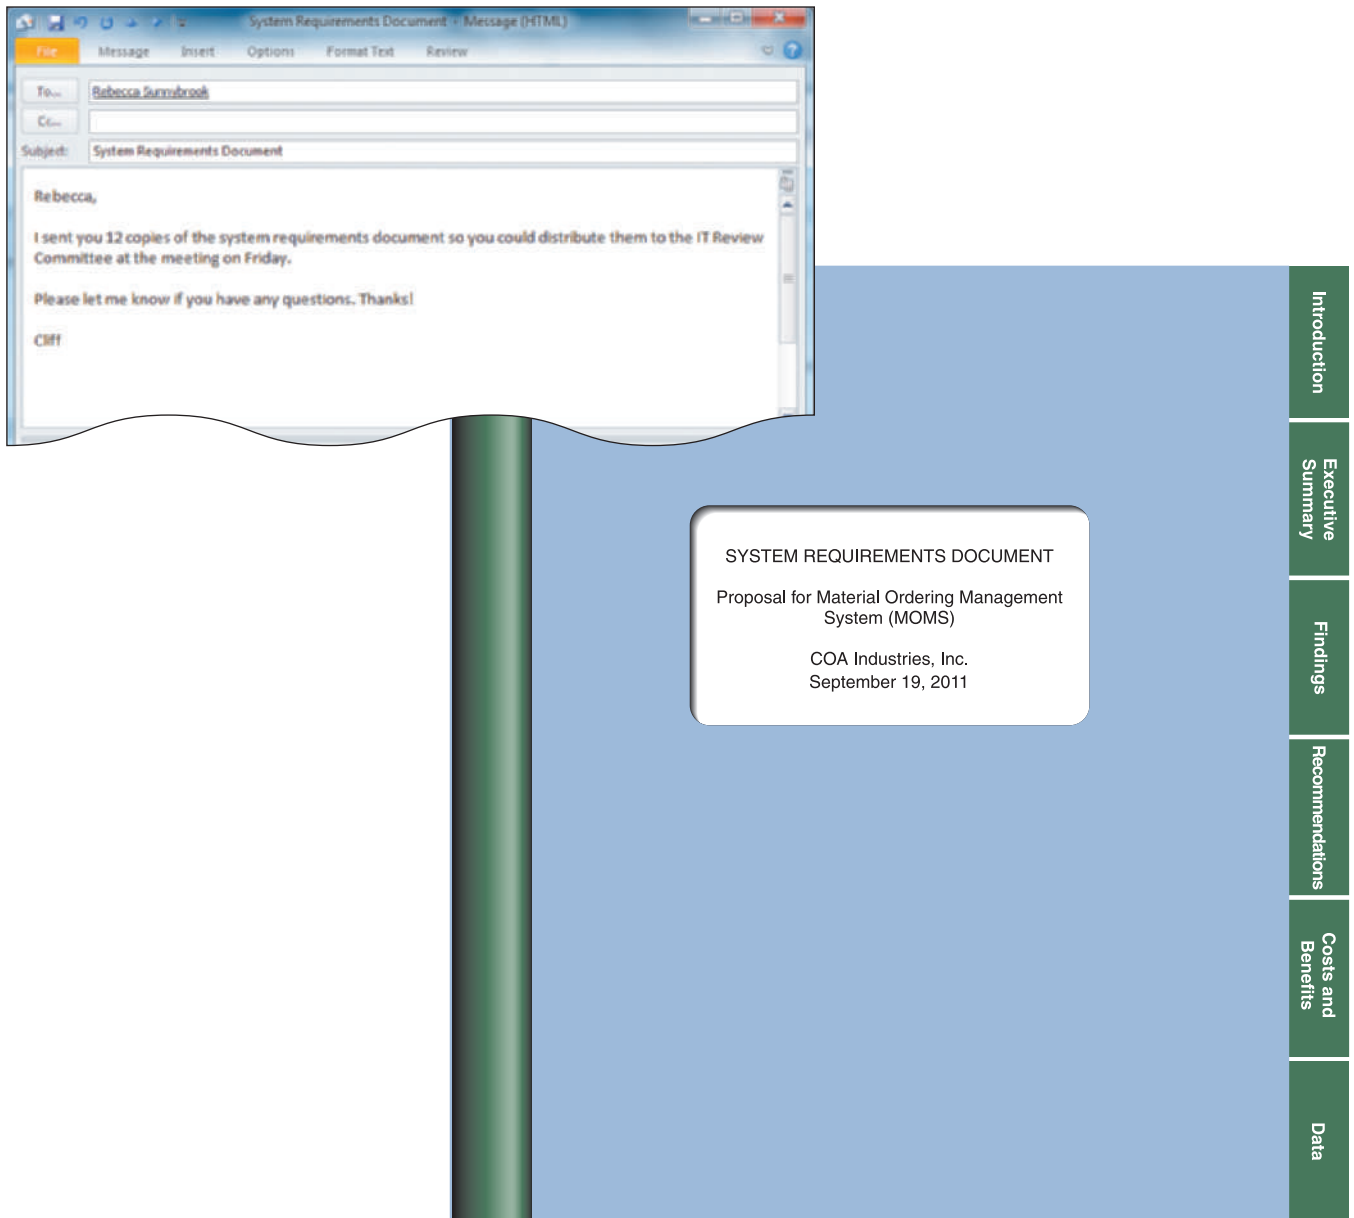 System Requirements Document - Message (HTML)
File Message Insert Options Format Text Review
To... Rebecca Sunnybrook
Cc...
Subject: System Requirements Document
Rebecca,
I sent you 12 copies of the system requirements document so you could distribute them to the IT Review
Committee at the meeting on Friday.
Please let me know if you have any questions. Thanks!
Cliff
SYSTEM REQUIREMENTS DOCUMENT
Proposal for Material Ordering Management
System (MOMS)
COA Industries, Inc.
September 19, 2011
Introduction
Executive
Summary
Findings
Recommendations
Costs and
Benefits
Data